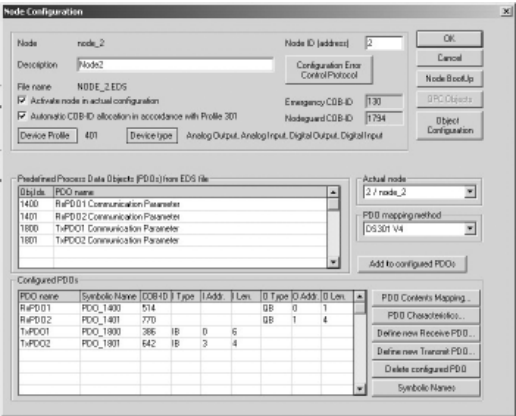 Node Configuration
Node node_2 Node ID (address) 2
OK
Cancel
Node BootUp
OPC Objects
Object Configuration
Description Node2
Configuration Error Control Protocol
File name NODE_2.EDS
Activate node in actual configuration
Emergency COB-ID 130
Automatic COB-ID allocation in accordance with Profile 301
Nodeguard COB-ID 1794
Device Profile 401 Device type Analog Output, Analog Input, Digital Output, Digital Input
Predefined Process Data Objects (PDOs) from EDS file
Obj.Idx PDO name
1400 RxPDO1 Communication Parameter
1401 RxPDO2 Communication Parameter
1800 TxPDO1 Communication Parameter
1801 TxPDO2 Communication Parameter
Actual node
2 / node_2
PDO mapping method
DS301 V4
Add to configured PDOs
Configured PDOs
PDO name Symbolic Name COB-ID I Type I Addr. I Len. O Type O Addr. O Len.
RxPDO1 PDO_1400 514 QB 0 1
RxPDO2 PDO_1401 770 QB 1 4
TxPDO1 PDO_1800 386 IB 0 6
TxPDO2 PDO_1801 642 IB 3 4
PDO Contents Mapping...
PDO Characteristics...
Define new Receive PDO...
Define new Transmit PDO...
Delete configured PDO
Symbolic Names